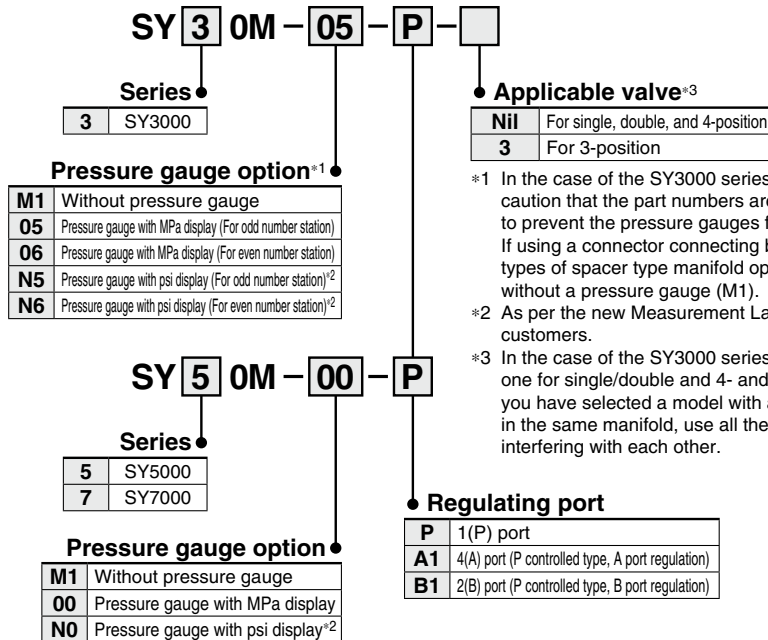 SY 3 0M – 05 – P –
Series
3 SY3000
Pressure gauge option*1
M1 Without pressure gauge
05 Pressure gauge with MPa display (For odd number station)
06 Pressure gauge with MPa display (For even number station)
N5 Pressure gauge with psi display (For odd number station)*2
N6 Pressure gauge with psi display (For even number station)*2
Applicable valve*3
Nil For single, double, and 4-position
3 For 3-position
*1 In the case of the SY3000 series
caution that the part numbers are
to prevent the pressure gauges f
If using a connector connecting b
types of spacer type manifold op
without a pressure gauge (M1).
*2 As per the new Measurement La
customers.
*3 In the case of the SY3000 series
one for single/double and 4- and
you have selected a model with a
in the same manifold, use all the
interfering with each other.
SY 5 0M – 00 – P
Series
5 SY5000
7 SY7000
Pressure gauge option
M1 Without pressure gauge
00 Pressure gauge with MPa display
N0 Pressure gauge with psi display*2
Regulating port
P 1(P) port
A1 4(A) port (P controlled type, A port regulation)
B1 2(B) port (P controlled type, B port regulation)